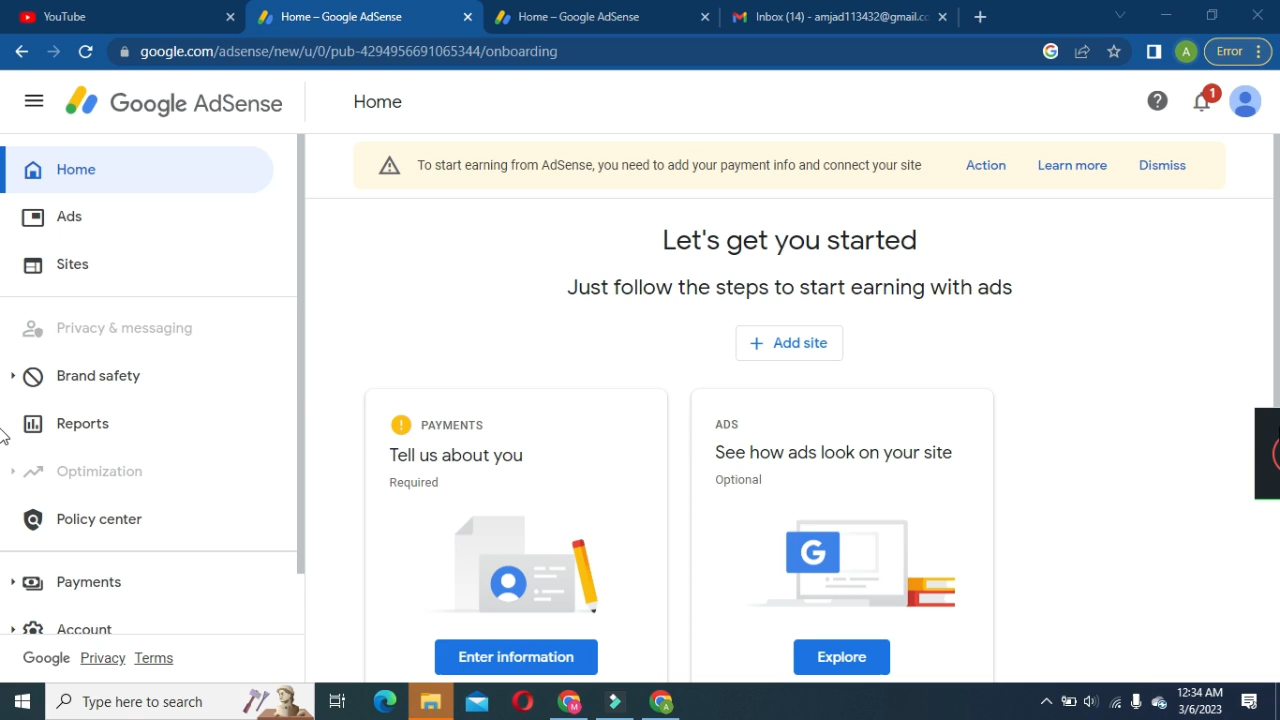 YouTube
Home – Google AdSense
Home – Google AdSense
Inbox (14) - amjad113432@gmail.co
google.com/adsense/new/u/0/pub-4294956691065344/onboarding
A
Error
Google AdSense
Home
1
Home
To start earning from AdSense, you need to add your payment info and connect your site
Action
Learn more
Dismiss
Ads
Sites
Privacy & messaging
Brand safety
Reports
Optimization
Policy center
Payments
Account
Google
Privacy
Terms
Let's get you started
Just follow the steps to start earning with ads
+ Add site
PAYMENTS
Tell us about you
Required
Enter information
ADS
See how ads look on your site
Optional
G
Explore
Type here to search
12:34 AM
3/6/2023